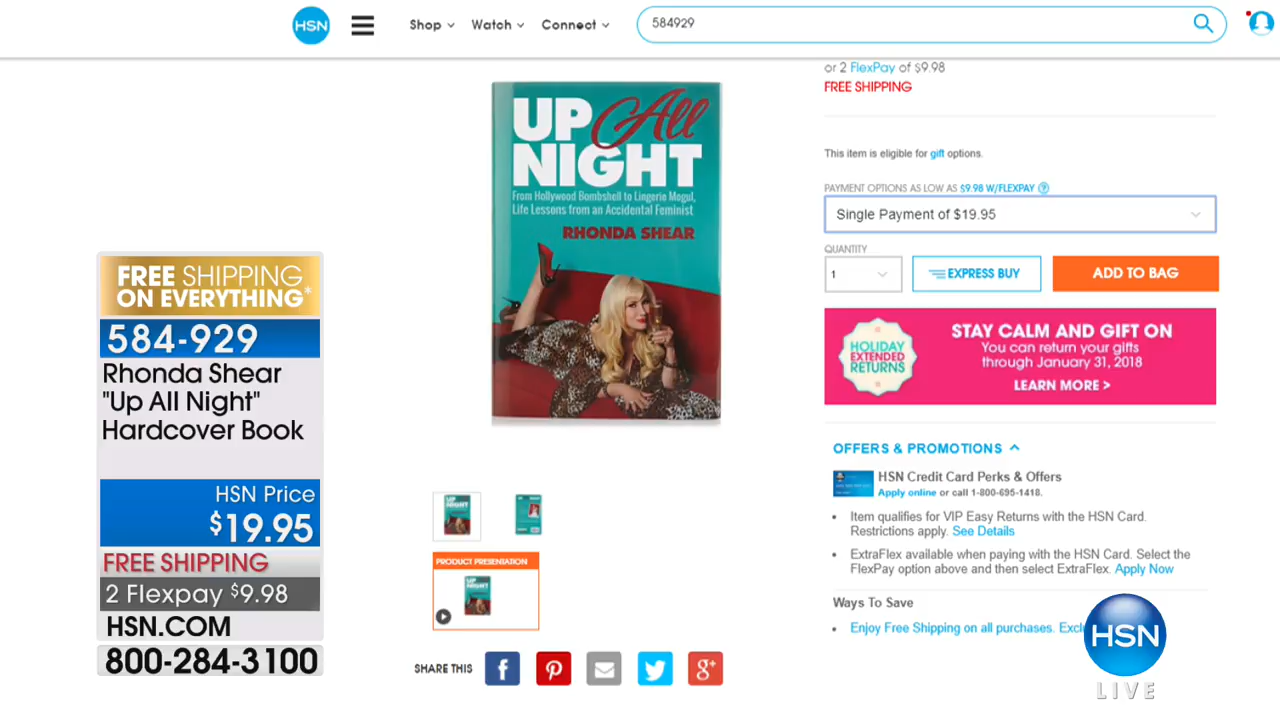 HSN
Shop
Watch
Connect
584929
or 2 FlexPay of $9.98
FREE SHIPPING
This item is eligible for gift options.
PAYMENT OPTIONS AS LOW AS $9.98 W/FLEXPAY ?
Single Payment of $19.95
QUANTITY
1
EXPRESS BUY
ADD TO BAG
HOLIDAY
EXTENDED
RETURNS
STAY CALM AND GIFT ON
You can return your gifts
through January 31, 2018
LEARN MORE >
OFFERS & PROMOTIONS
HSN Credit Card Perks & Offers
Apply online or call 1-800-695-1418.
• Item qualifies for VIP Easy Returns with the HSN Card.
Restrictions apply. See Details
• ExtraFlex available when paying with the HSN Card. Select the
FlexPay option above and then select ExtraFlex. Apply Now
Ways To Save
• Enjoy Free Shipping on all purchases. Exclu
UP All
NIGHT
From Hollywood Bombshell to Lingerie Mogul,
Life Lessons from an Accidental Feminist
RHONDA SHEAR
UP All
NIGHT
PRODUCT PRESENTATION
UP All
NIGHT
SHARE THIS
f
g+
FREE SHIPPING
ON EVERYTHING*
584-929
Rhonda Shear
"Up All Night"
Hardcover Book
HSN Price
$19.95
FREE SHIPPING
2 Flexpay $9.98
HSN.COM
800-284-3100
HSN
LIVE